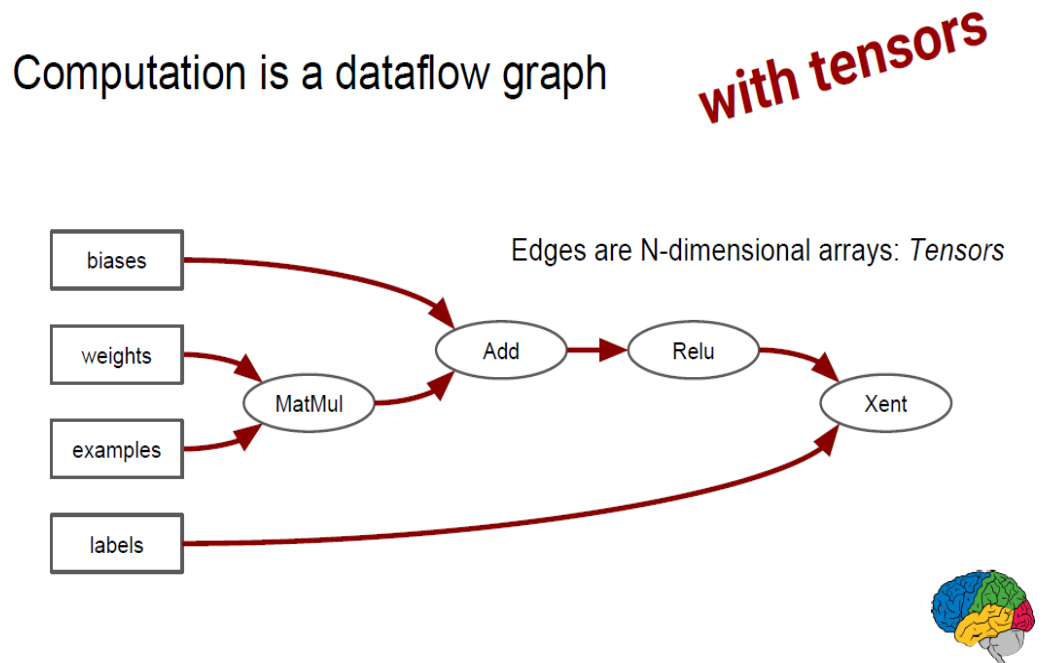 Computation is a dataflow graph
with tensors
Edges are N-dimensional arrays: Tensors
biases
weights
examples
labels
MatMul
Add
Relu
Xent